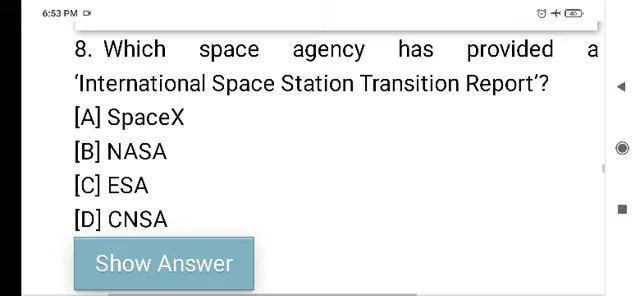 6:53 PM
40
8. Which space agency has provided a
‘International Space Station Transition Report’?
[A] SpaceX
[B] NASA
[C] ESA
[D] CNSA
Show Answer